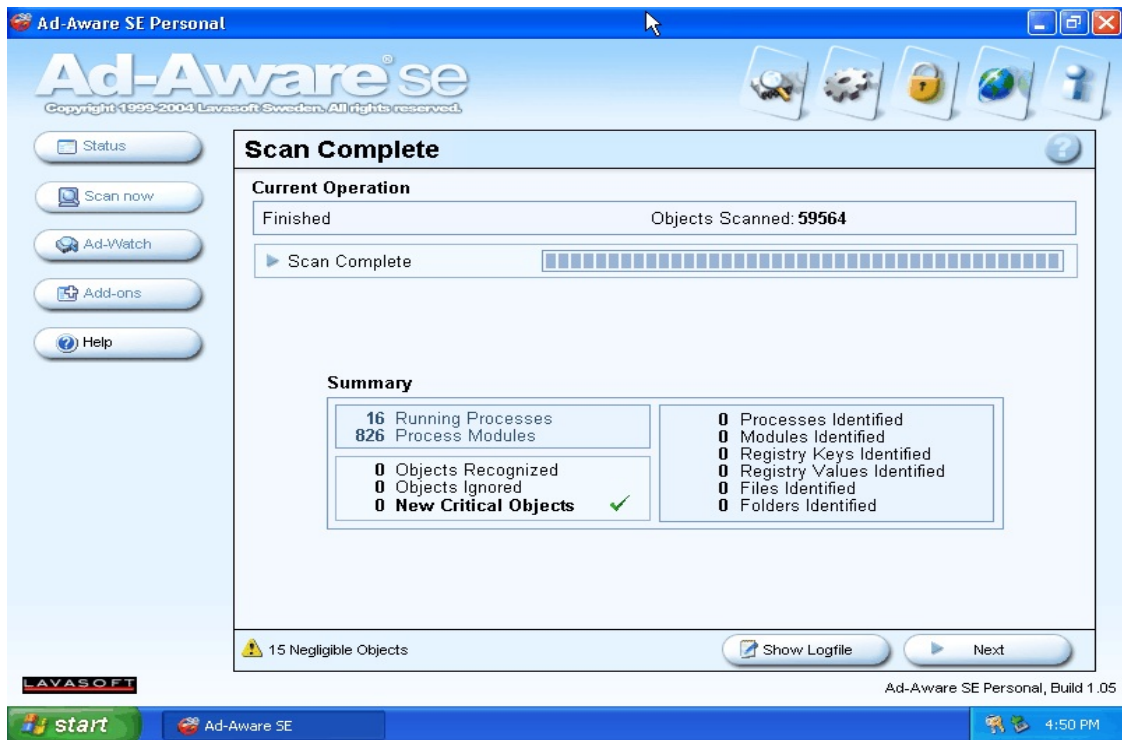 Ad-Aware SE Personal
Ad-Aware® se
Copyright 1999-2004 Lavasoft Sweden. All rights reserved.
Status
Scan now
Ad-Watch
Add-ons
Help
Scan Complete
Current Operation
Finished Objects Scanned: 59564
Scan Complete
Summary
16 Running Processes
826 Process Modules
0 Objects Recognized
0 Objects Ignored
0 New Critical Objects
0 Processes Identified
0 Modules Identified
0 Registry Keys Identified
0 Registry Values Identified
0 Files Identified
0 Folders Identified
15 Negligible Objects
Show Logfile
Next
LAVASOFT
Ad-Aware SE Personal, Build 1.05
start
Ad-Aware SE
4:50 PM